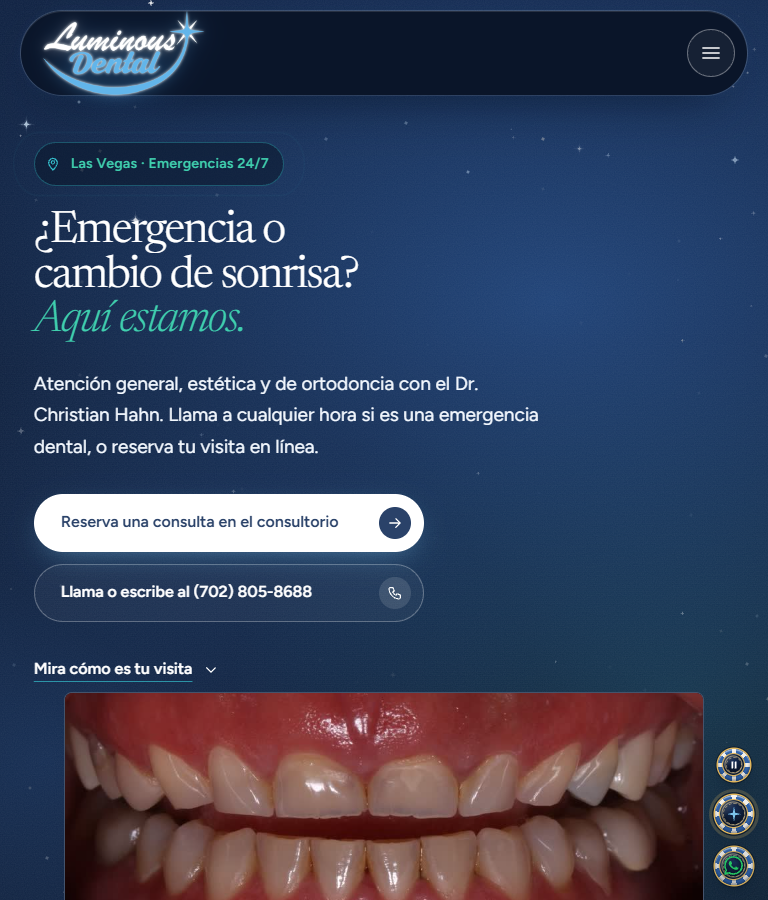 Luminous
Dental
Las Vegas · Emergencias 24/7
¿Emergencia o
cambio de sonrisa?
Aquí estamos.
Atención general, estética y de ortodoncia con el Dr.
Christian Hahn. Llama a cualquier hora si es una emergencia
dental, o reserva tu visita en línea.
Reserva una consulta en el consultorio
Llama o escribe al (702) 805-8688
Mira cómo es tu visita